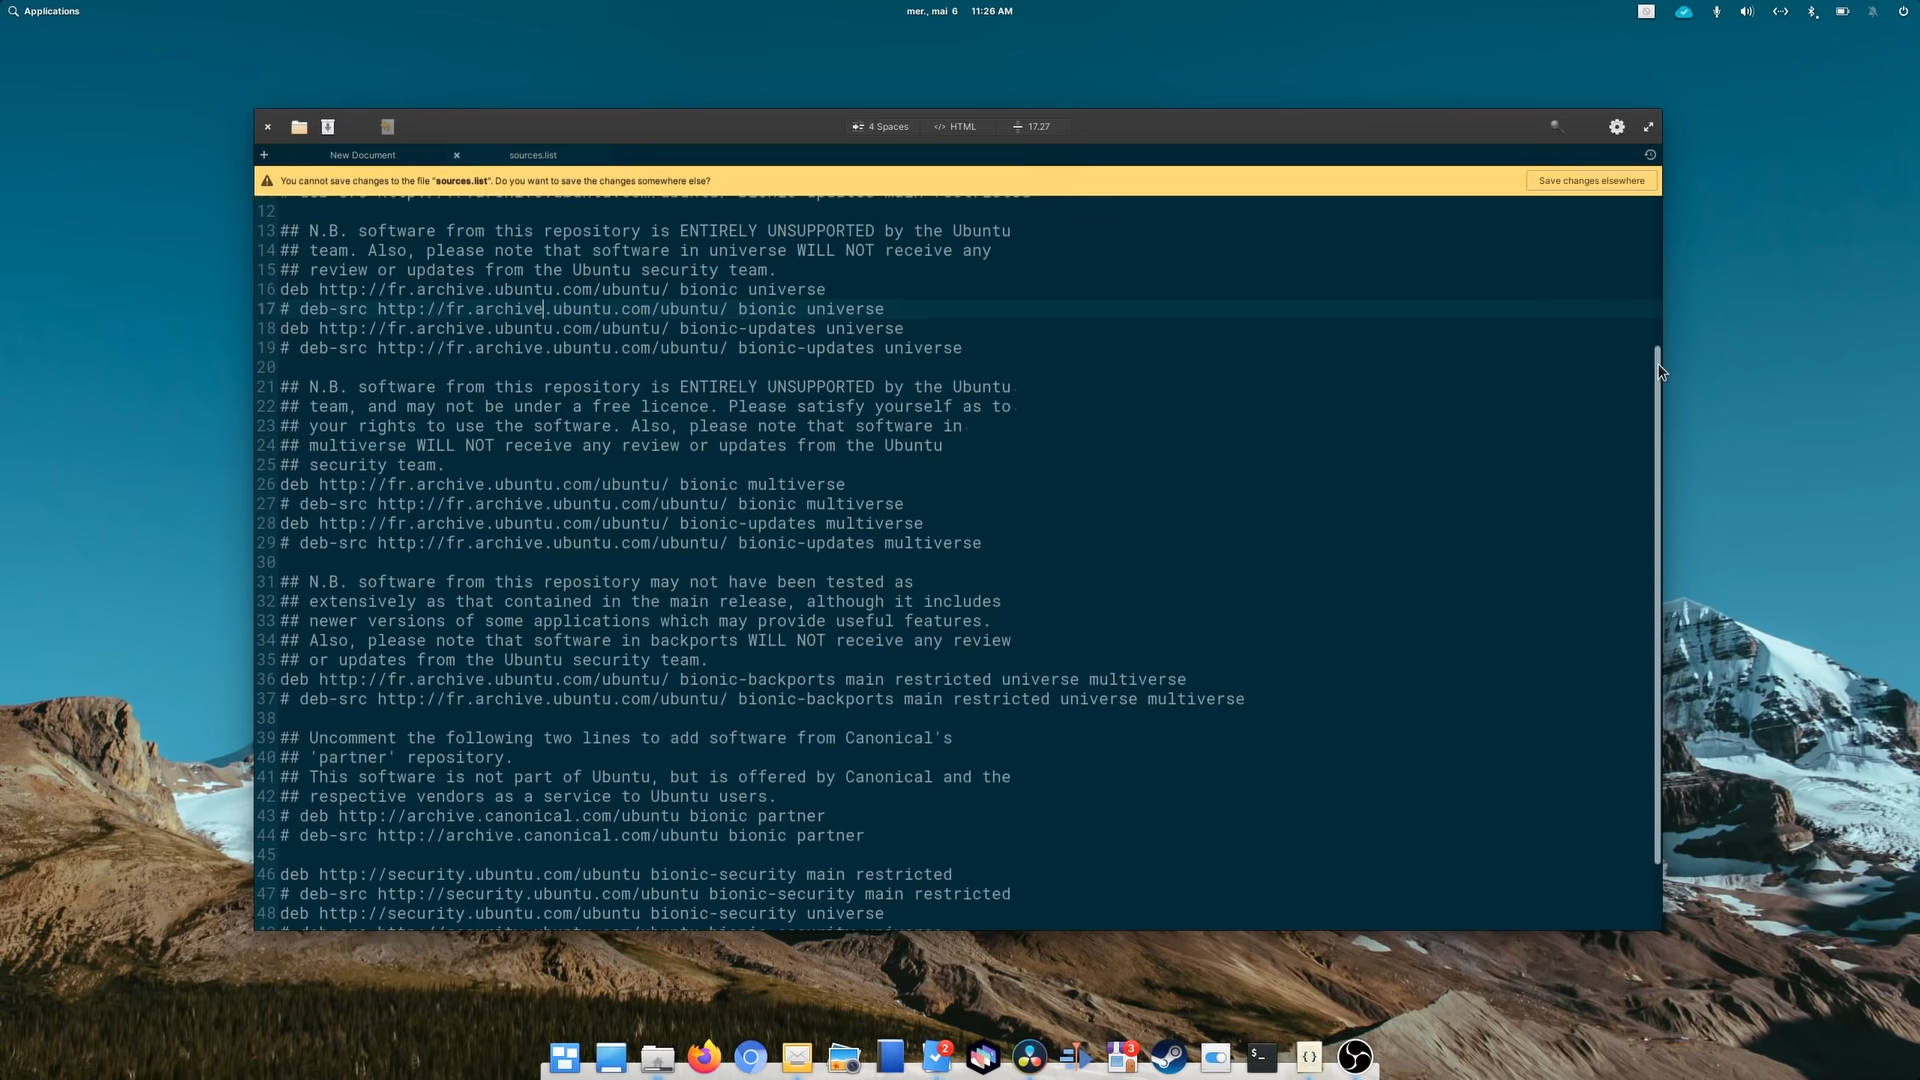 Applications
mer., mai 6 11:26 AM
4 Spaces
</> HTML
17.27
New Document
sources.list
You cannot save changes to the file "sources.list". Do you want to save the changes somewhere else?
Save changes elsewhere
12
13 ## N.B. software from this repository is ENTIRELY UNSUPPORTED by the Ubuntu
14 ## team. Also, please note that software in universe WILL NOT receive any
15 ## review or updates from the Ubuntu security team.
16 deb http://fr.archive.ubuntu.com/ubuntu/ bionic universe
17 # deb-src http://fr.archive.ubuntu.com/ubuntu/ bionic universe
18 deb http://fr.archive.ubuntu.com/ubuntu/ bionic-updates universe
19 # deb-src http://fr.archive.ubuntu.com/ubuntu/ bionic-updates universe
20
21 ## N.B. software from this repository is ENTIRELY UNSUPPORTED by the Ubuntu
22 ## team, and may not be under a free licence. Please satisfy yourself as to
23 ## your rights to use the software. Also, please note that software in
24 ## multiverse WILL NOT receive any review or updates from the Ubuntu
25 ## security team.
26 deb http://fr.archive.ubuntu.com/ubuntu/ bionic multiverse
27 # deb-src http://fr.archive.ubuntu.com/ubuntu/ bionic multiverse
28 deb http://fr.archive.ubuntu.com/ubuntu/ bionic-updates multiverse
29 # deb-src http://fr.archive.ubuntu.com/ubuntu/ bionic-updates multiverse
30
31 ## N.B. software from this repository may not have been tested as
32 ## extensively as that contained in the main release, although it includes
33 ## newer versions of some applications which may provide useful features.
34 ## Also, please note that software in backports WILL NOT receive any review
35 ## or updates from the Ubuntu security team.
36 deb http://fr.archive.ubuntu.com/ubuntu/ bionic-backports main restricted universe multiverse
37 # deb-src http://fr.archive.ubuntu.com/ubuntu/ bionic-backports main restricted universe multiverse
38
39 ## Uncomment the following two lines to add software from Canonical's
40 ## 'partner' repository.
41 ## This software is not part of Ubuntu, but is offered by Canonical and the
42 ## respective vendors as a service to Ubuntu users.
43 # deb http://archive.canonical.com/ubuntu bionic partner
44 # deb-src http://archive.canonical.com/ubuntu bionic partner
45
46 deb http://security.ubuntu.com/ubuntu bionic-security main restricted
47 # deb-src http://security.ubuntu.com/ubuntu bionic-security main restricted
48 deb http://security.ubuntu.com/ubuntu bionic-security universe
2
3